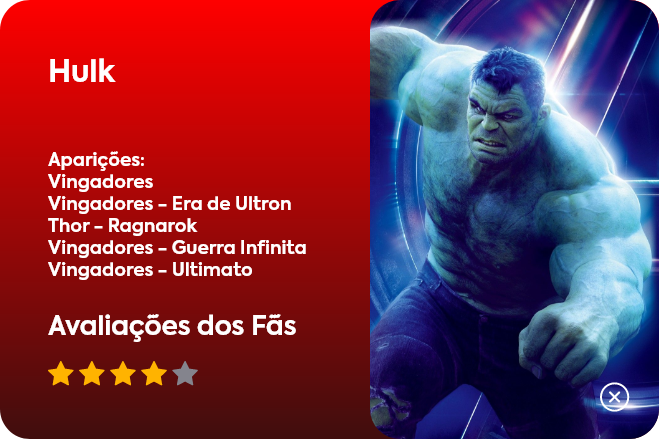 Hulk
Aparições:
Vingadores
Vingadores - Era de Ultron
Thor - Ragnarok
Vingadores - Guerra Infinita
Vingadores - Ultimato
Avaliações dos Fãs